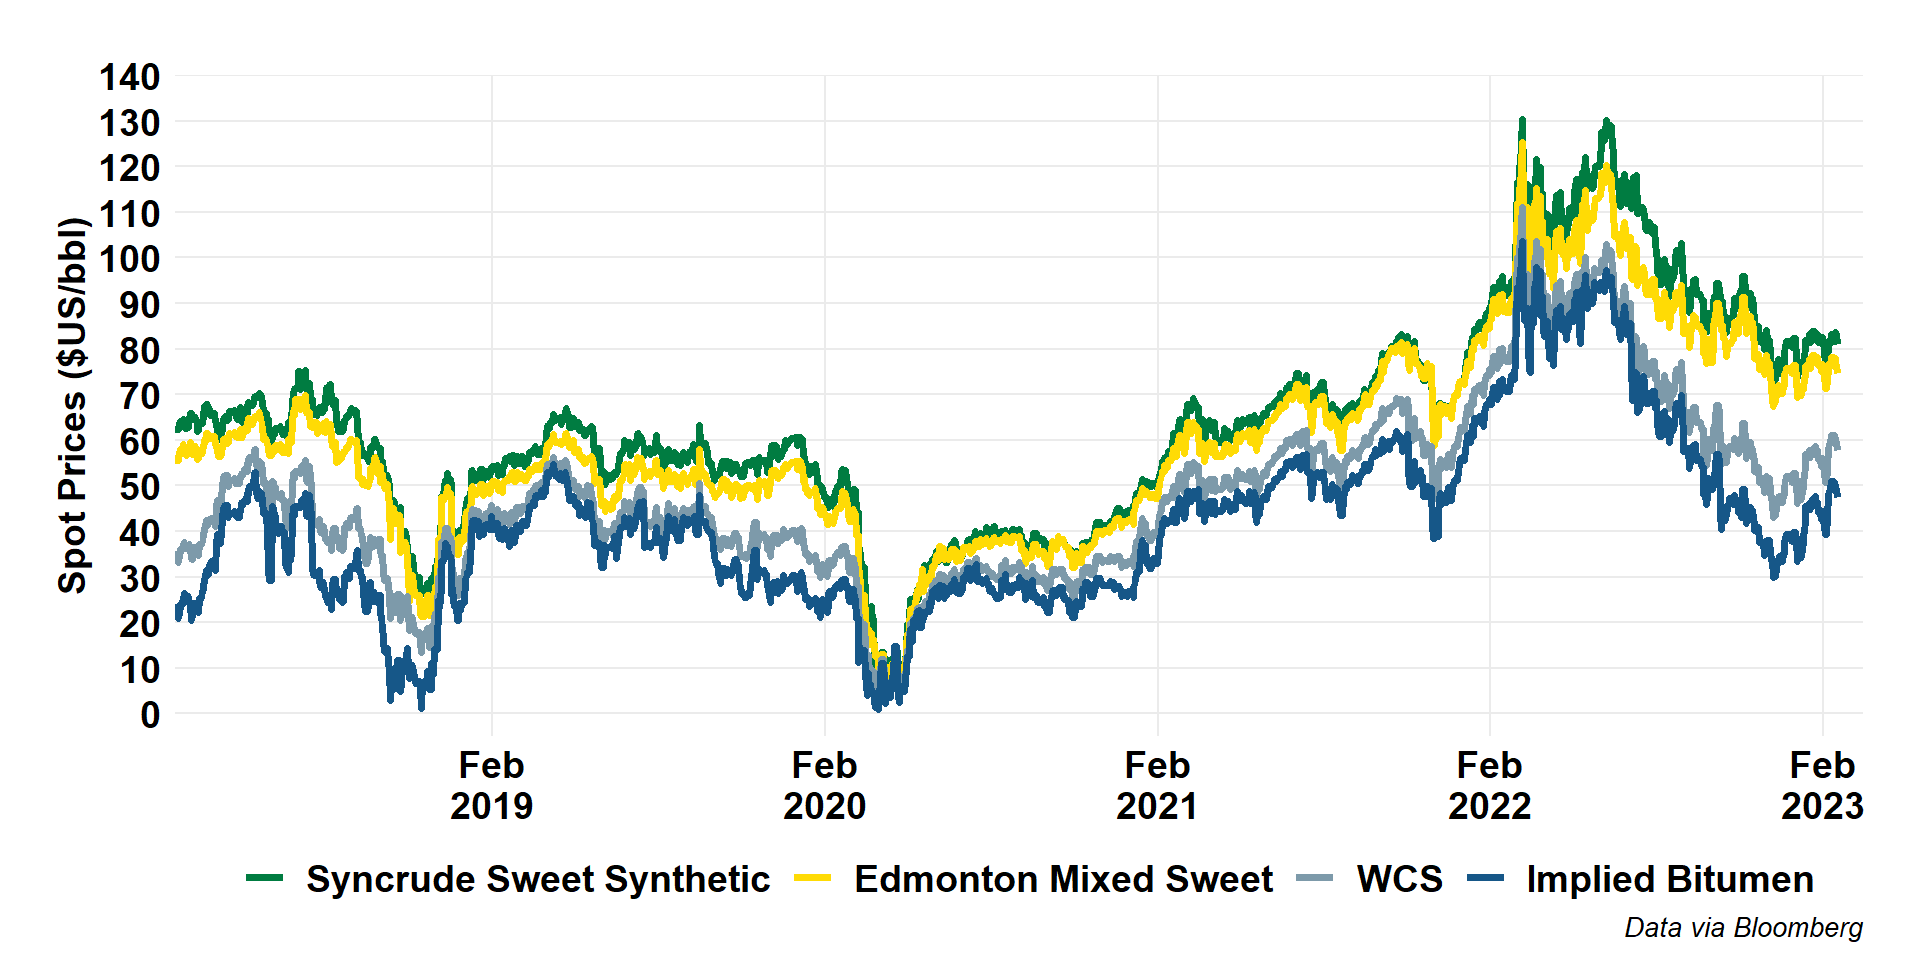 Spot Prices ($US/bbl)
140
130
120
110
100
90
80
70
60
50
40
30
20
10
0
Feb 2019
Feb 2020
Feb 2021
Feb 2022
Feb 2023
Syncrude Sweet Synthetic
Edmonton Mixed Sweet
WCS
Implied Bitumen
Data via Bloomberg